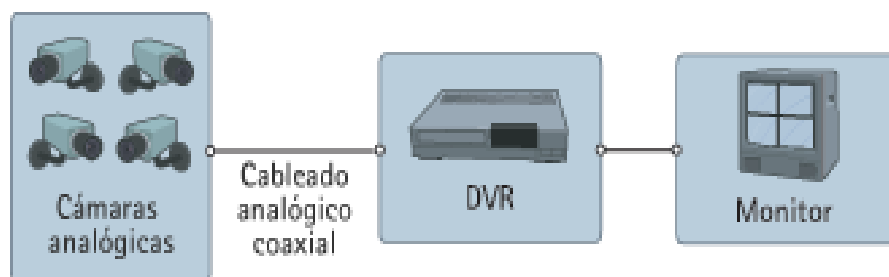 Cámaras
analógicas
Cableado
analógico
coaxial
DVR
Monitor